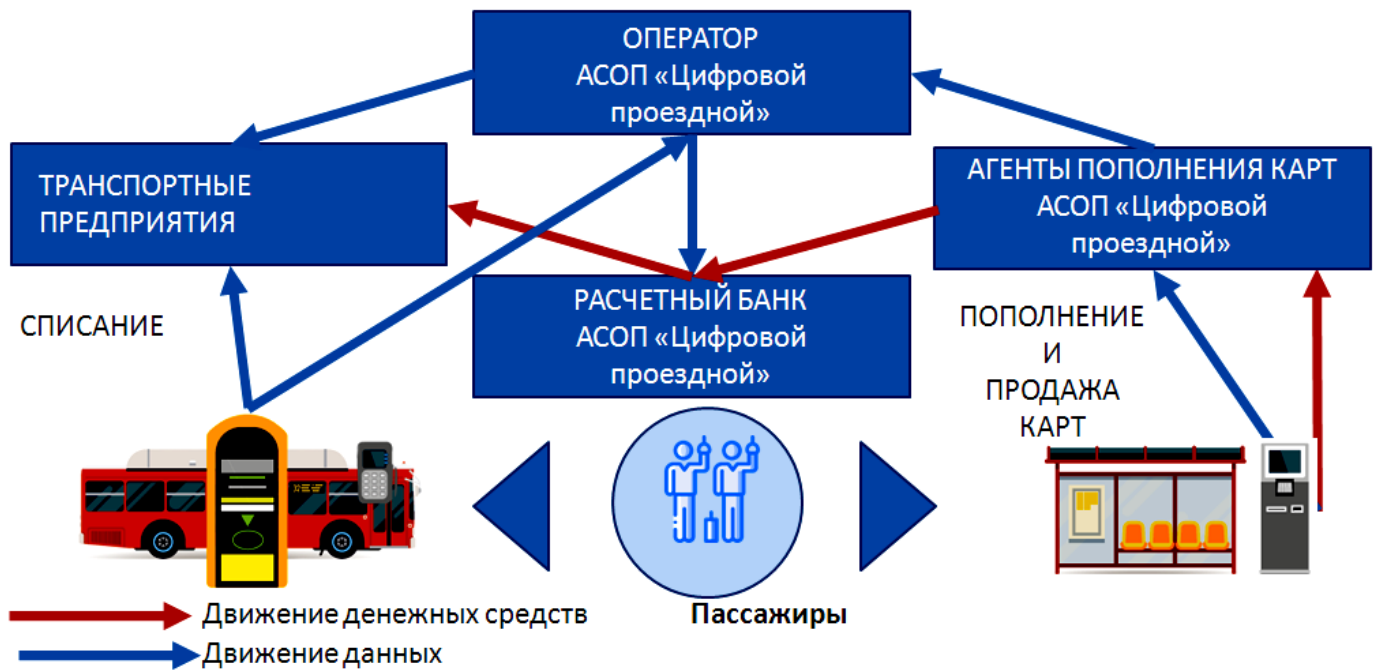 ОПЕРАТОР
АСОП «Цифровой
проездной»
ТРАНСПОРТНЫЕ
ПРЕДПРИЯТИЯ
АГЕНТЫ ПОПОЛНЕНИЯ КАРТ
АСОП «Цифровой
проездной»
РАСЧЕТНЫЙ БАНК
АСОП «Цифровой
проездной»
СПИСАНИЕ
ПОПОЛНЕНИЕ
И
ПРОДАЖА
КАРТ
Движение денежных средств
Пассажиры
Движение данных